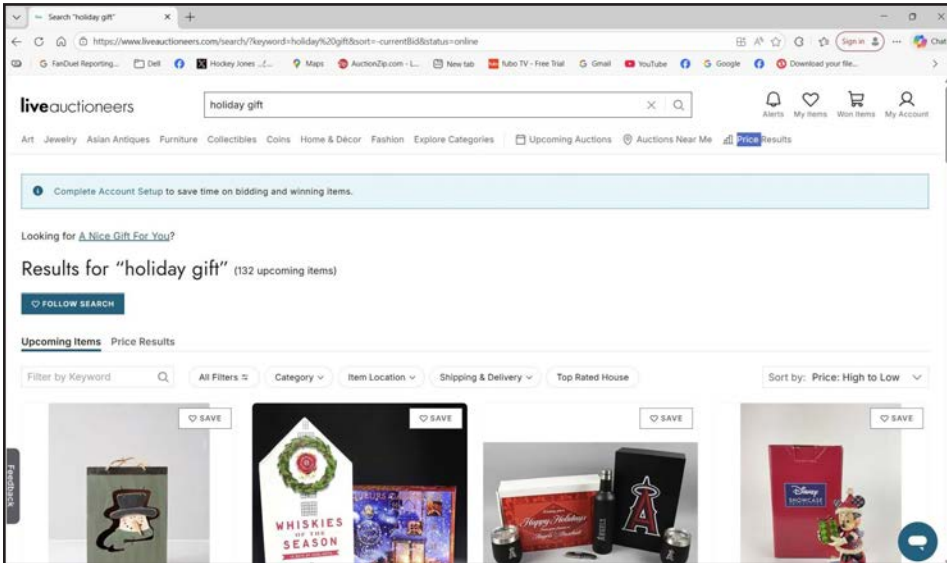 Search "holiday gift"
https://www.liveauctioneers.com/search/?keyword=holiday%20gift&sort=-currentBid&status=online
Sign in
Chat
FanDuel Reporting...
Dell
Hockey Jones
Maps
AuctionZip.com - L...
New tab
fubo TV - Free Trial
Gmail
YouTube
Google
Download your file...
liveauctioneers
holiday gift
Alerts My Items Won Items My Account
Art Jewelry Asian Antiques Furniture Collectibles Coins Home & Décor Fashion Explore Categories Upcoming Auctions Auctions Near Me Price Results
Complete Account Setup to save time on bidding and winning items.
Looking for A Nice Gift For You?
Results for “holiday gift” (132 upcoming items)
FOLLOW SEARCH
Upcoming Items Price Results
Filter by Keyword All Filters Category Item Location Shipping & Delivery Top Rated House Sort by: Price: High to Low
SAVE SAVE SAVE SAVE
Feedback
WHISKIES
OF THE
SEASON
Happy Holidays
ANGELS
A
Disney
SHOWCASE